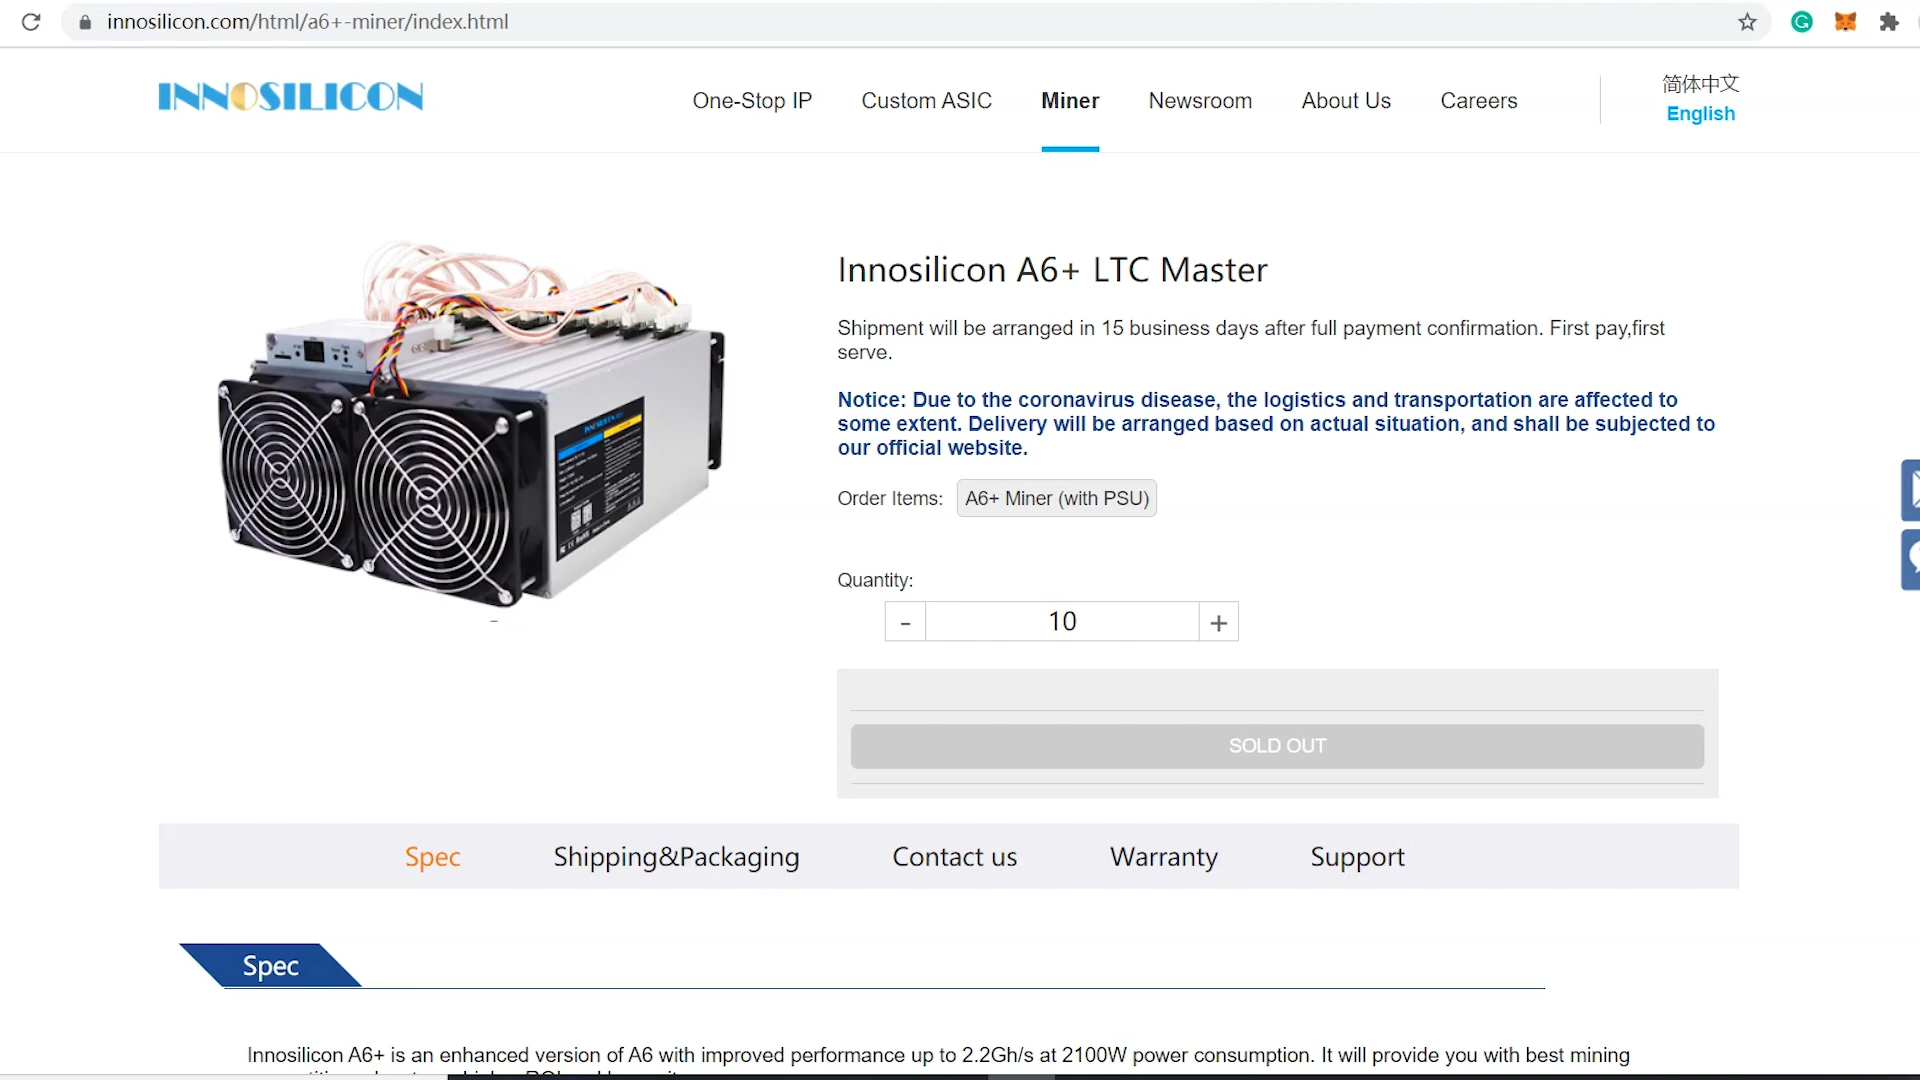 innosilicon.com/html/a6+-miner/index.html
INNOSILICON
One-Stop IP
Custom ASIC
Miner
Newsroom
About Us
Careers
简体中文
English
Innosilicon A6+ LTC Master
Shipment will be arranged in 15 business days after full payment confirmation. First pay,first
serve.
Notice: Due to the coronavirus disease, the logistics and transportation are affected to
some extent. Delivery will be arranged based on actual situation, and shall be subjected to
our official website.
Order Items: A6+ Miner (with PSU)
Quantity:
- 10 +
SOLD OUT
Spec
Shipping&Packaging
Contact us
Warranty
Support
Spec
Innosilicon A6+ is an enhanced version of A6 with improved performance up to 2.2Gh/s at 2100W power consumption. It will provide you with best mining